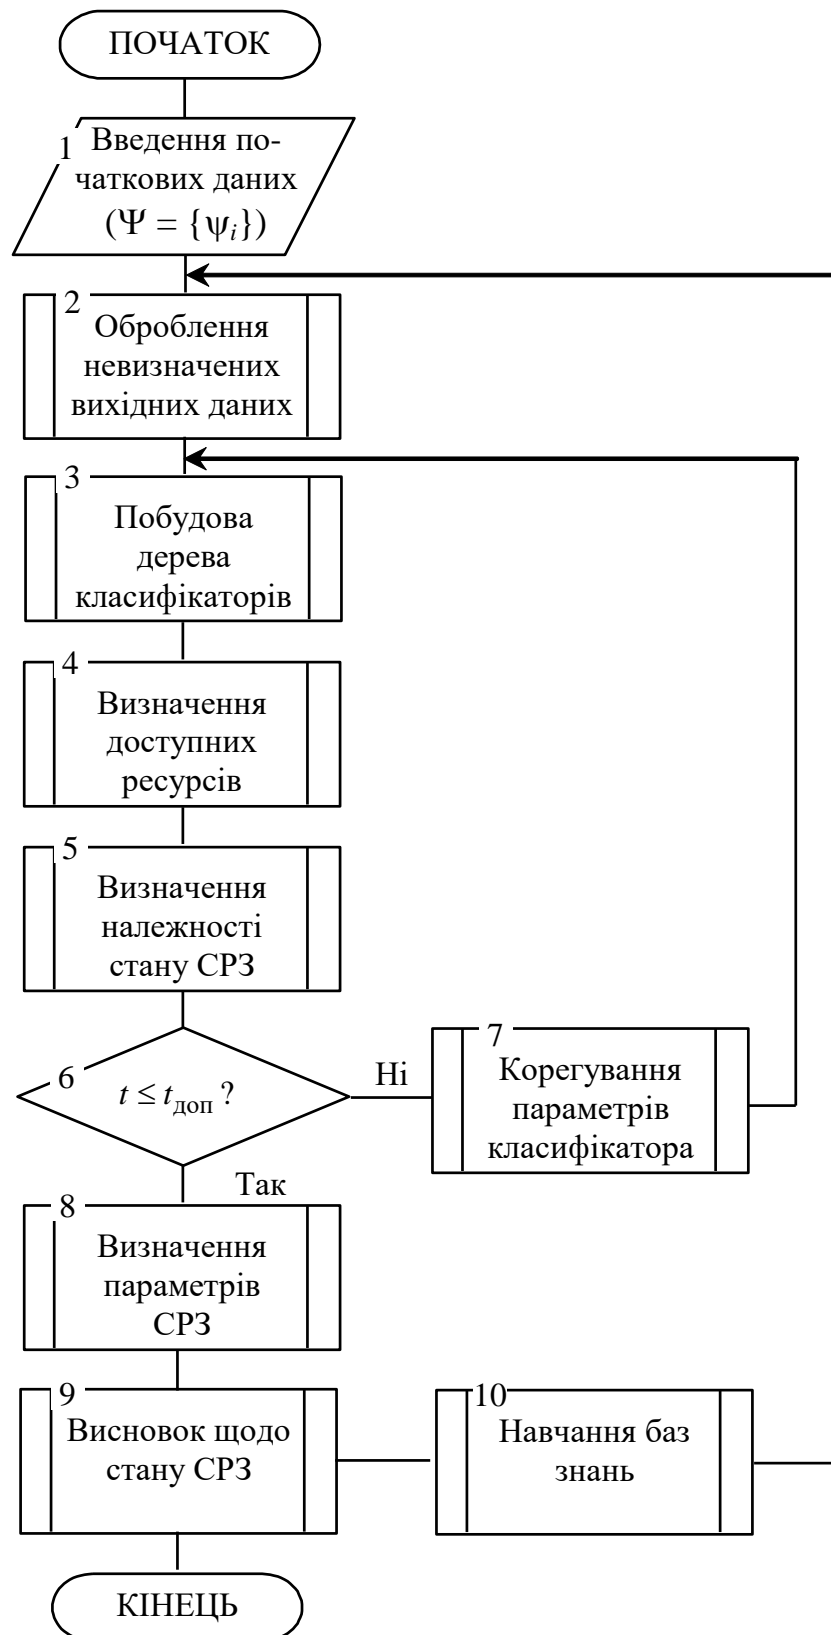 ПОЧАТОК
1
Введення по-
чаткових даних
(Ψ = {ψi})
2
Оброблення
невизначених
вихідних даних
3
Побудова
дерева
класифікаторів
4
Визначення
доступних
ресурсів
5
Визначення
належності
стану СРЗ
6
t ≤ tдоп ?
Ні
7
Корегування
параметрів
класифікатора
Так
8
Визначення
параметрів
СРЗ
9
Висновок щодо
стану СРЗ
10
Навчання баз
знань
КІНЕЦЬ